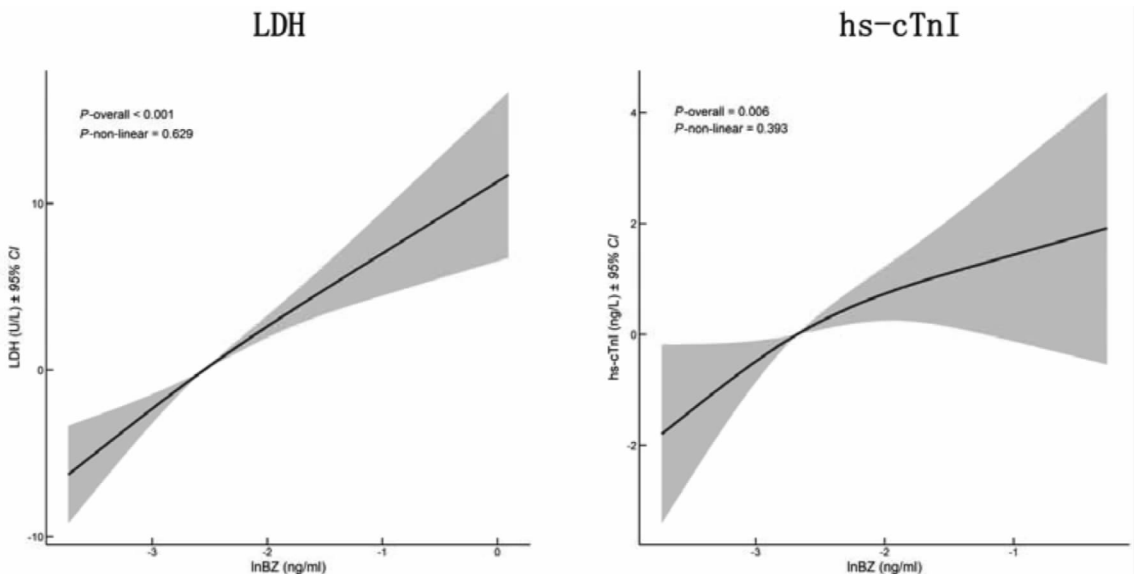 LDH
P-overall < 0.001
P-non-linear = 0.629
LDH (U/L) ± 95% CI
10
0
-10
-3
-2
-1
0
lnBZ (ng/ml)
hs-cTnI
P-overall = 0.006
P-non-linear = 0.393
hs-cTnI (ng/L) ± 95% CI
4
2
0
-2
-3
-2
-1
lnBZ (ng/ml)